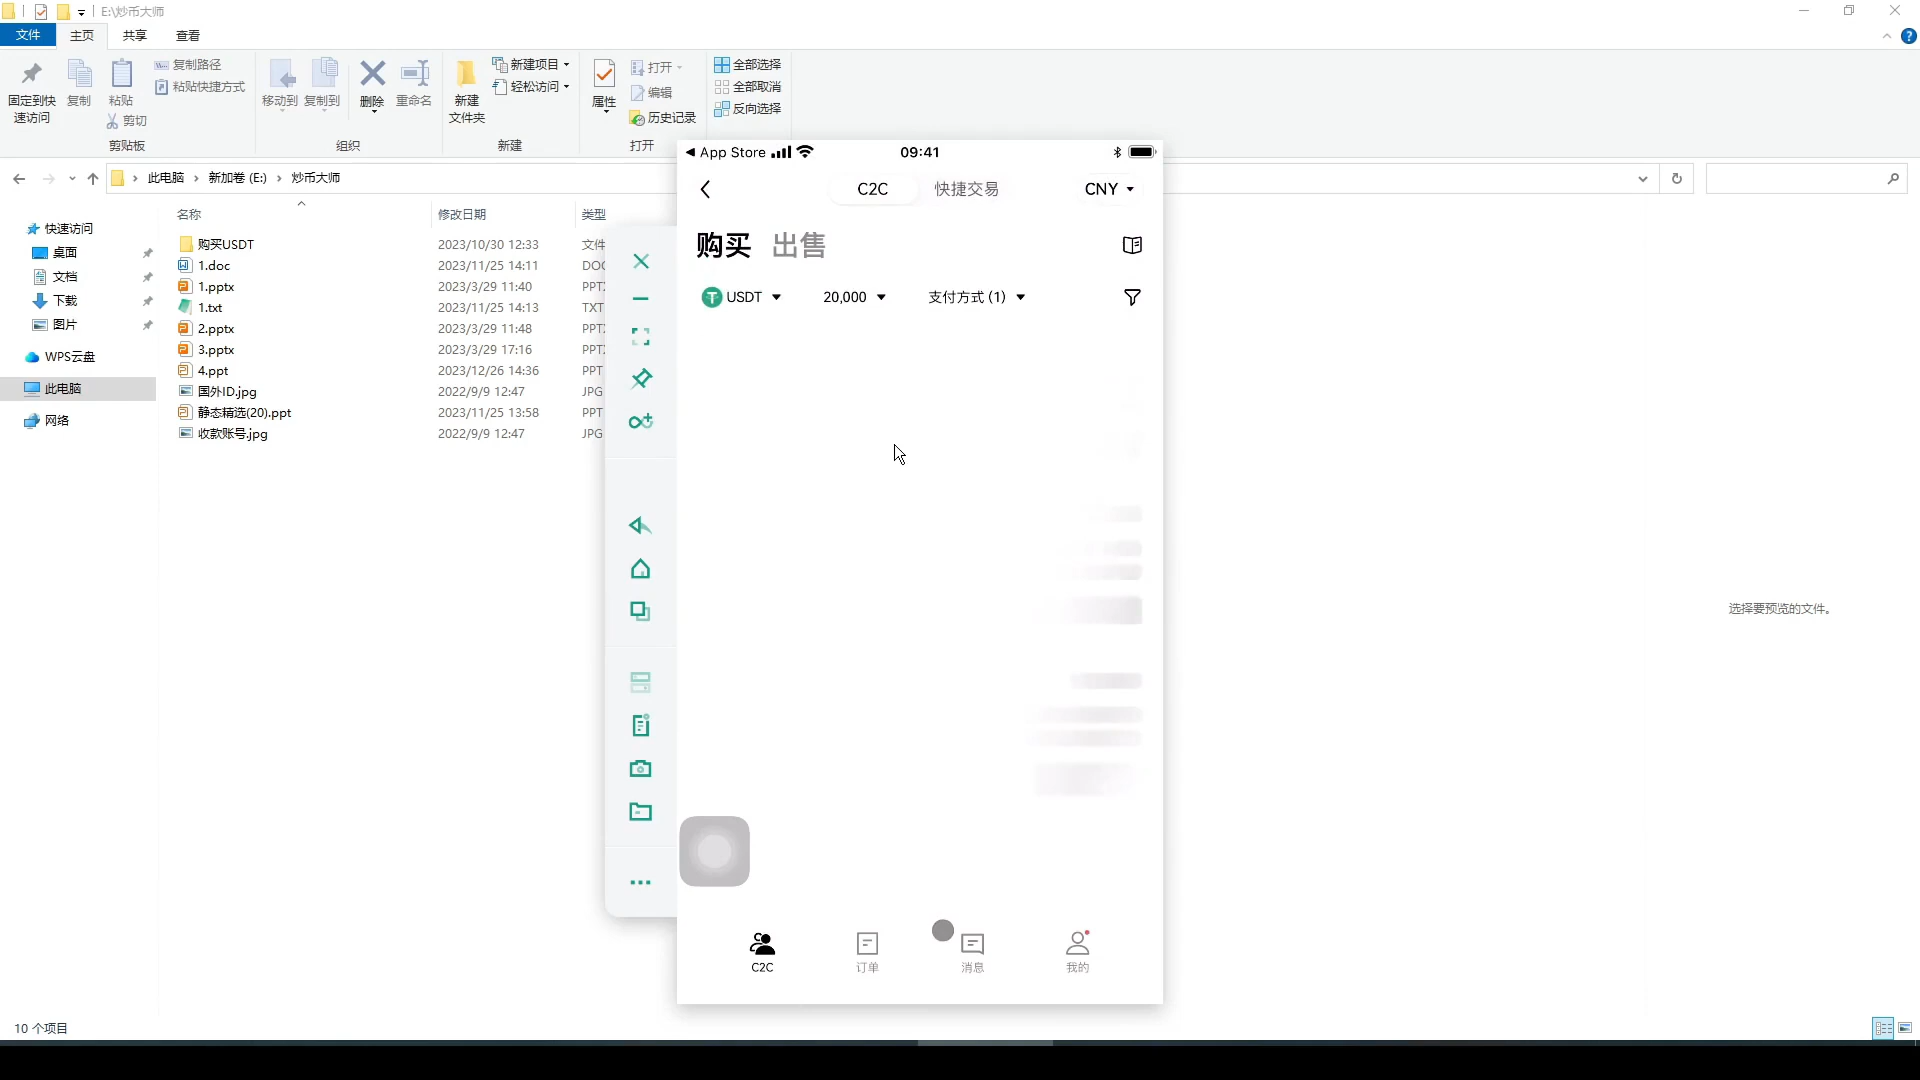 E:\炒币大师
文件 主页 共享 查看
固定到快速访问
复制
粘贴
复制路径
粘贴快捷方式
剪切
剪贴板
移动到
复制到
删除
重命名
组织
新建项目
轻松访问
新建文件夹
新建
属性
打开
编辑
历史记录
打开
全部选择
全部取消
反向选择
此电脑 新加卷 (E:) 炒币大师
快速访问
桌面
文档
下载
图片
WPS云盘
此电脑
网络
名称 修改日期 类型
购买USDT 2023/10/30 12:33 文件
1.doc 2023/11/25 14:11 DOC
1.pptx 2023/3/29 11:40 PPT
1.txt 2023/11/25 14:13 TXT
2.pptx 2023/3/29 11:48 PPT
3.pptx 2023/3/29 17:16 PPT
4.ppt 2023/12/26 14:36 PPT
国外ID.jpg 2022/9/9 12:47 JPG
静态精选(20).ppt 2023/11/25 13:58 PPT
收款账号.jpg 2022/9/9 12:47 JPG
App Store 09:41
C2C 快捷交易 CNY
购买 出售
USDT 20,000 支付方式 (1)
C2C 订单 消息 我的
选择要预览的文件。
10 个项目